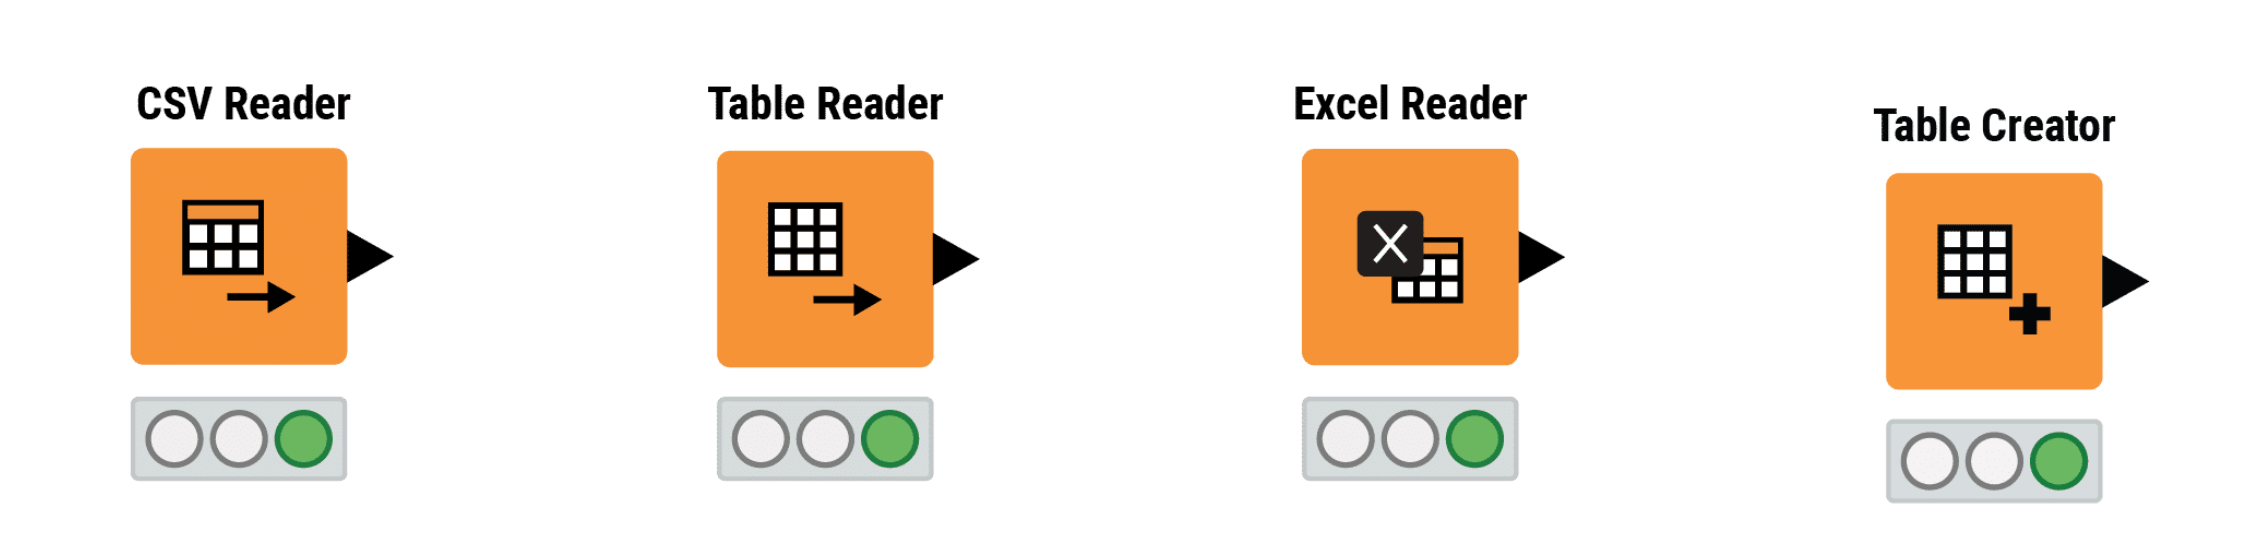 CSV Reader
Table Reader
Excel Reader
Table Creator
X